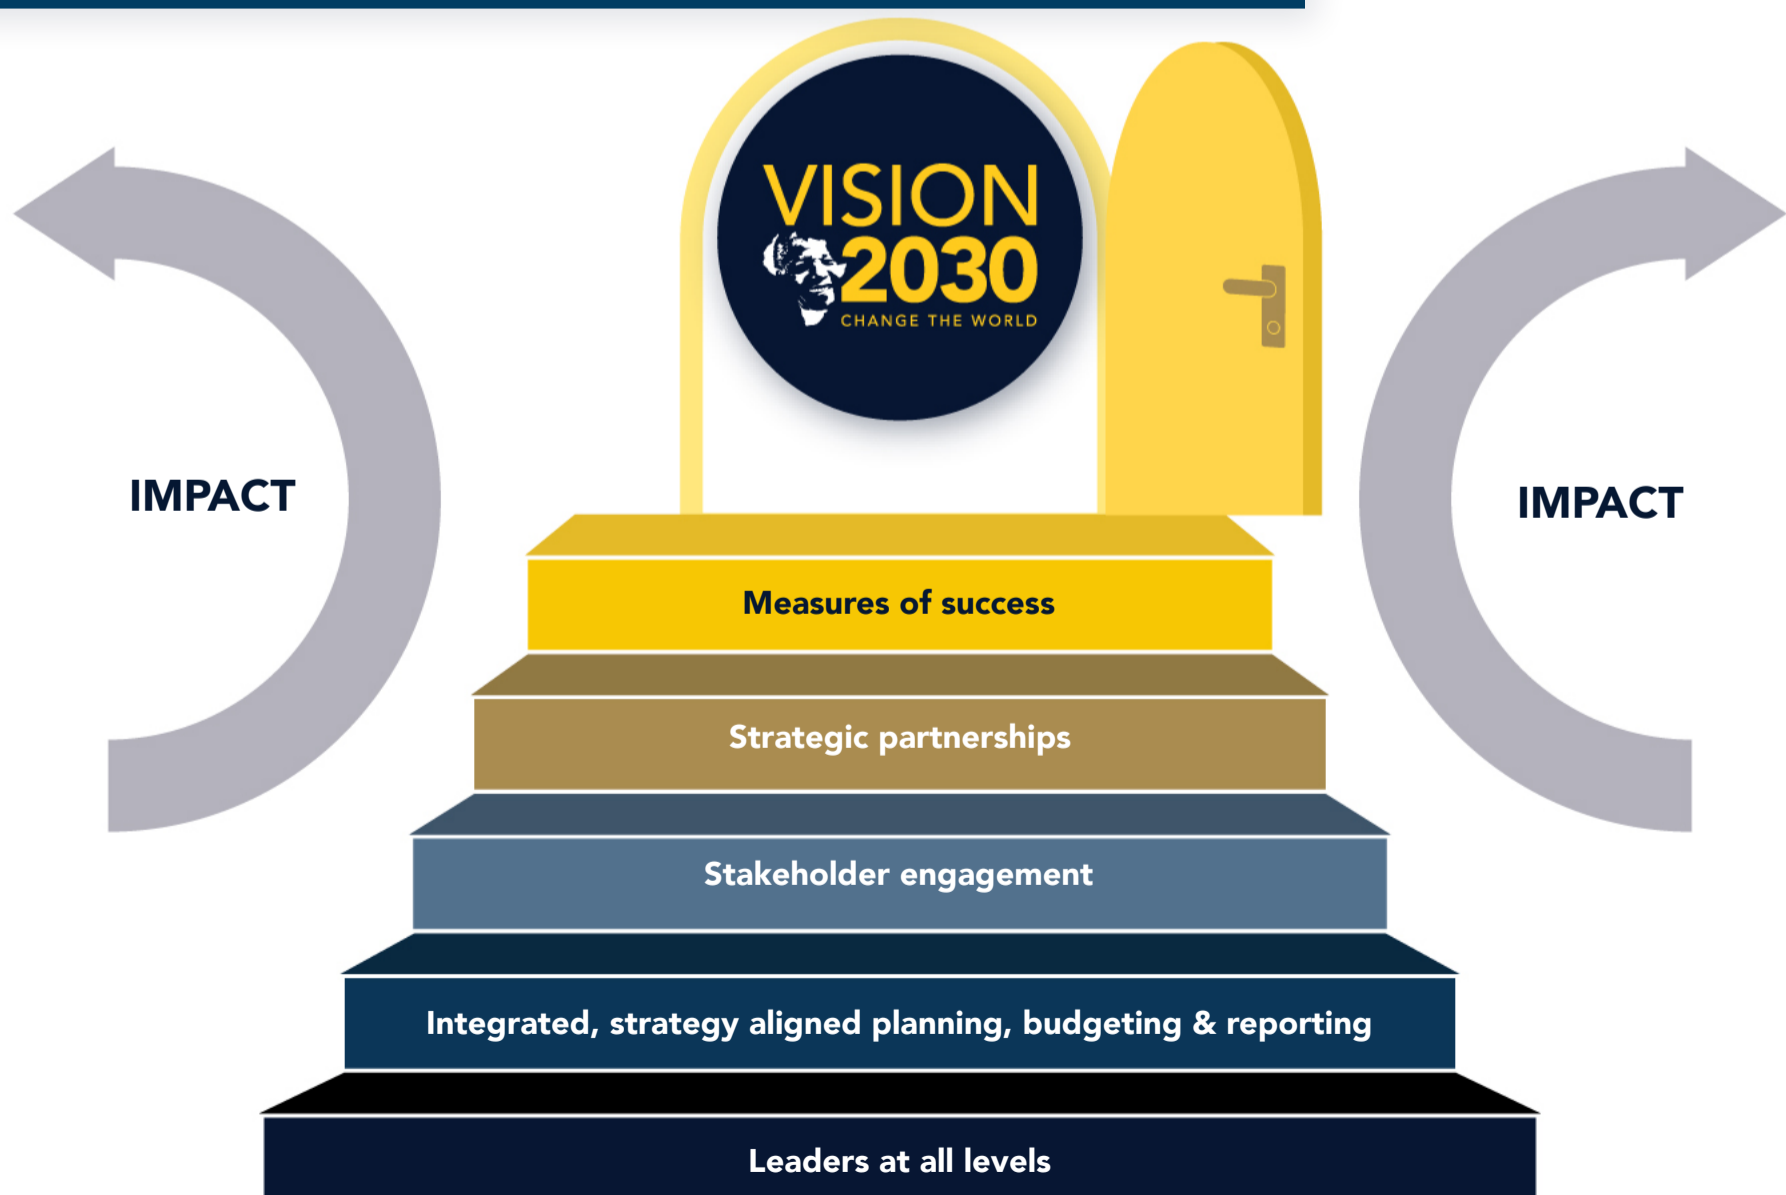 VISION
2030
CHANGE THE WORLD
IMPACT
IMPACT
Measures of success
Strategic partnerships
Stakeholder engagement
Integrated, strategy aligned planning, budgeting & reporting
Leaders at all levels